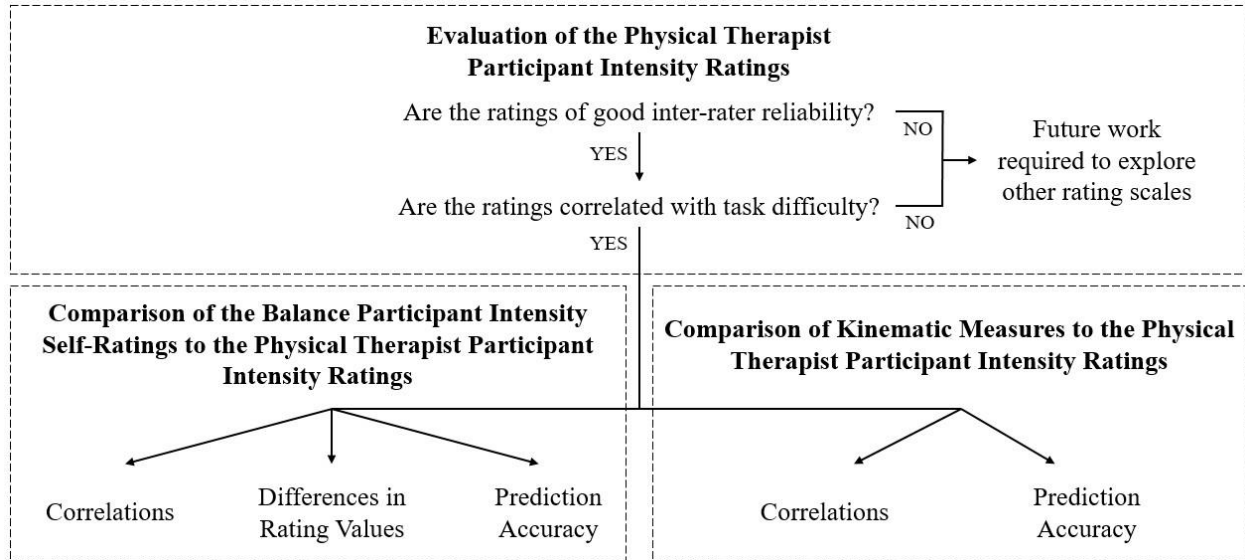 Evaluation of the Physical Therapist
Participant Intensity Ratings
Are the ratings of good inter-rater reliability?
NO
YES
Future work
required to explore
other rating scales
Are the ratings correlated with task difficulty?
NO
YES
Comparison of the Balance Participant Intensity
Self-Ratings to the Physical Therapist Participant
Intensity Ratings
Correlations
Differences in
Rating Values
Prediction
Accuracy
Comparison of Kinematic Measures to the Physical
Therapist Participant Intensity Ratings
Correlations
Prediction
Accuracy